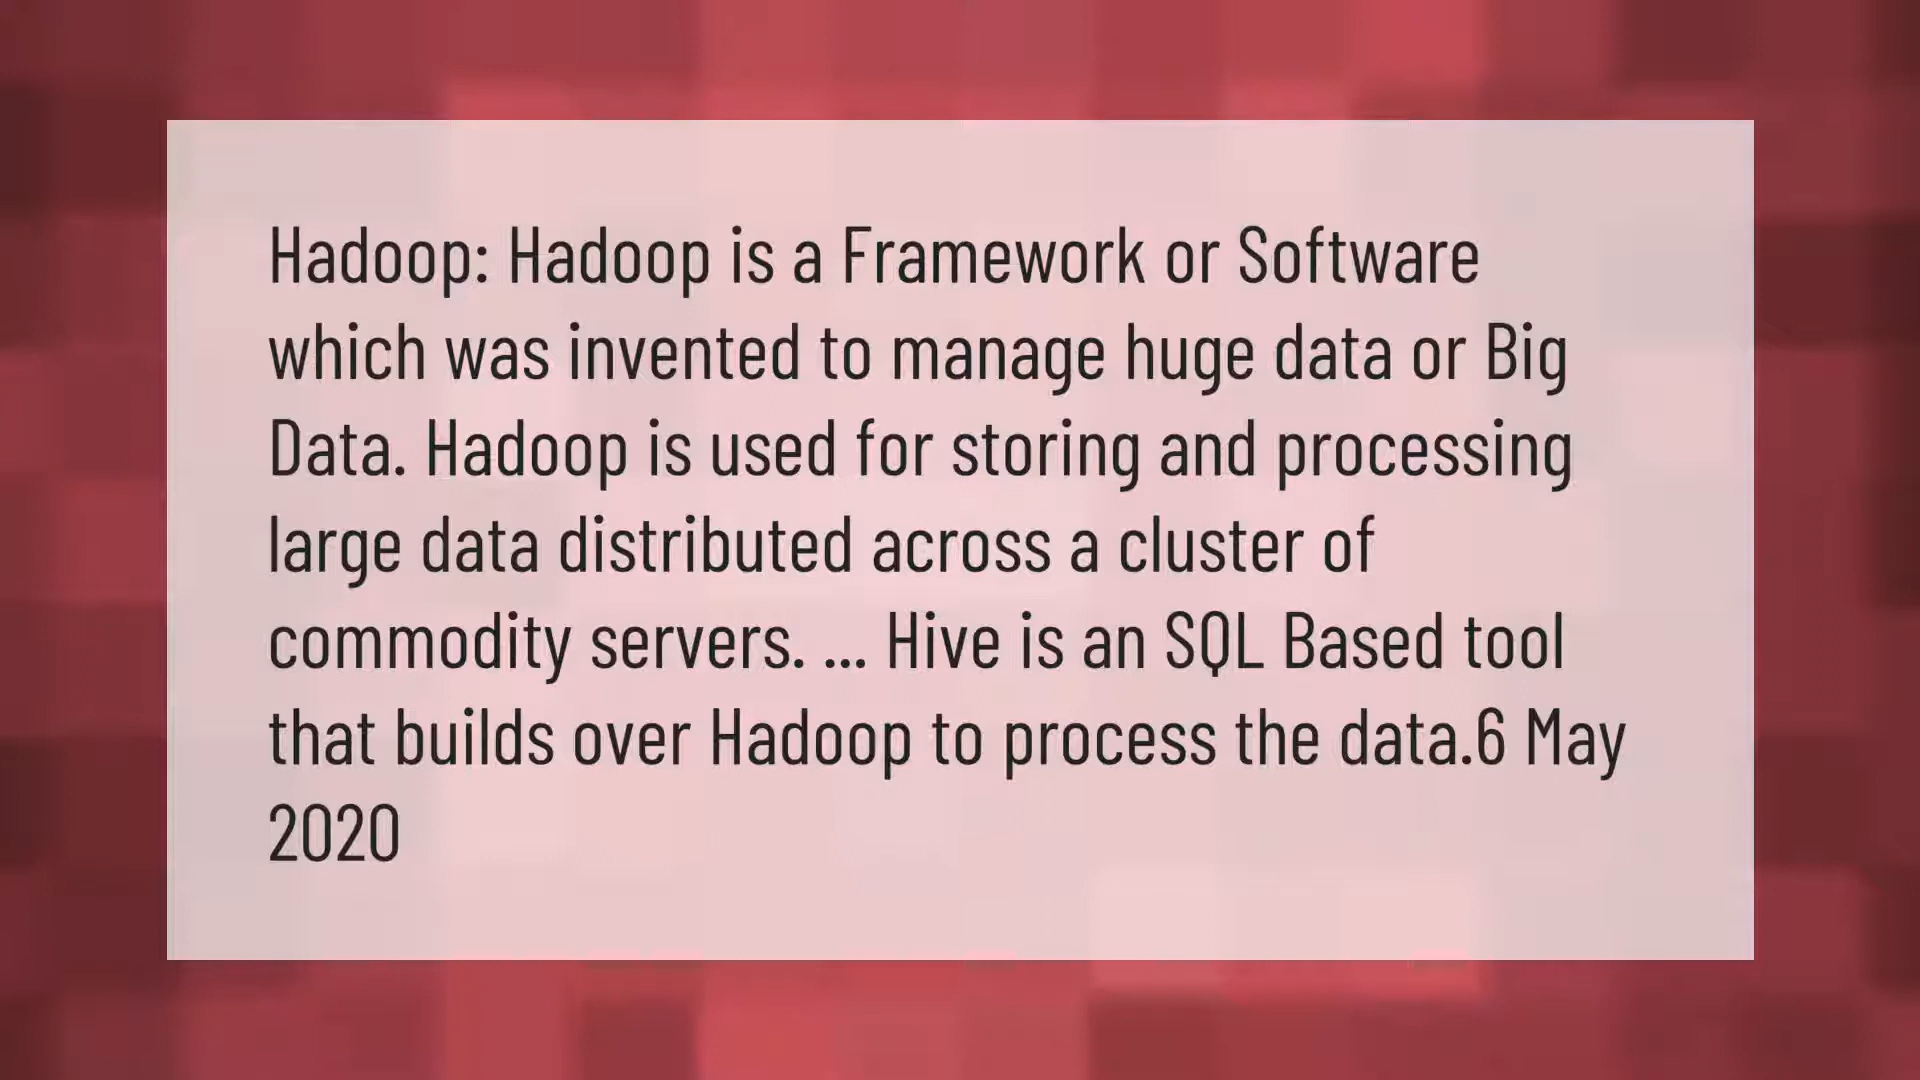 Hadoop: Hadoop is a Framework or Software
which was invented to manage huge data or Big
Data. Hadoop is used for storing and processing
large data distributed across a cluster of
commodity servers. ... Hive is an SQL Based tool
that builds over Hadoop to process the data.6 May
2020